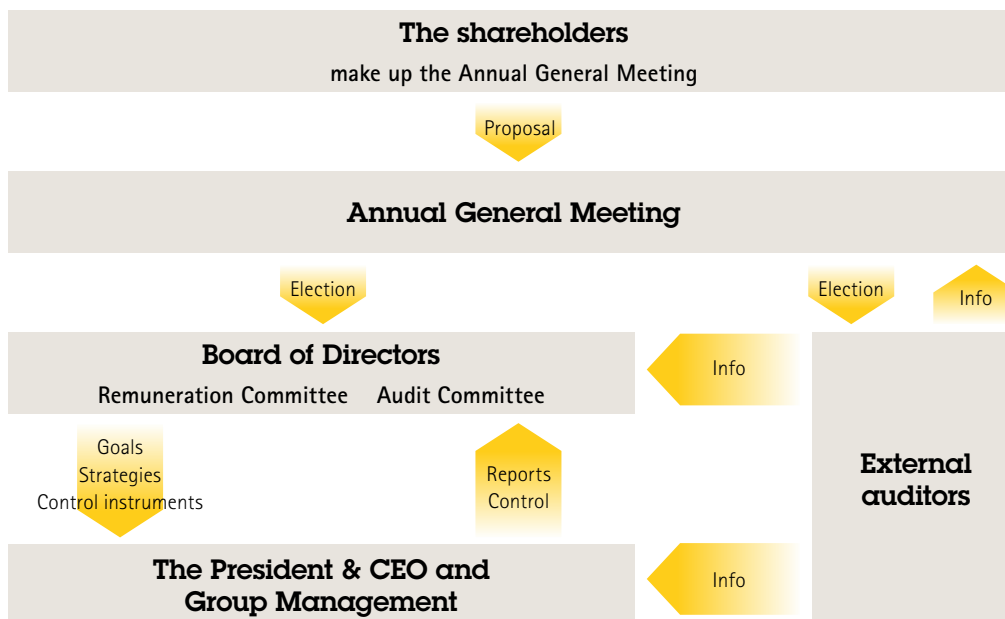 The shareholders
make up the Annual General Meeting
Proposal
Annual General Meeting
Election
Election
Info
Board of Directors
Remuneration Committee Audit Committee
Info
Goals
Strategies
Control instruments
Reports
Control
External
auditors
The President & CEO and
Group Management
Info